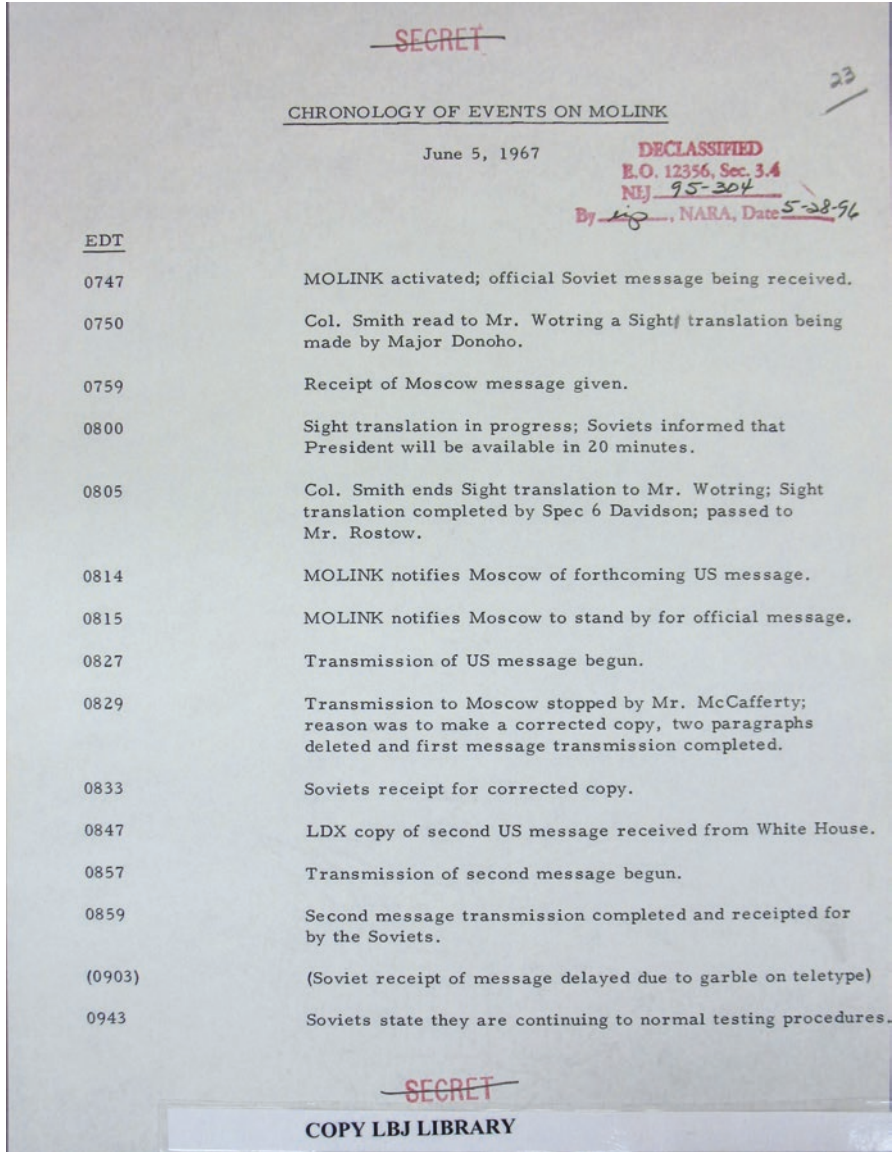 SECRET
23
CHRONOLOGY OF EVENTS ON MOLINK
June 5, 1967
DECLASSIFIED
E.O. 12356, Sec. 3.4
NLJ 95-304
By , NARA, Date 5-28-96
EDT
0747 MOLINK activated; official Soviet message being received.
0750 Col. Smith read to Mr. Wotring a Sight translation being
made by Major Donoho.
0759 Receipt of Moscow message given.
0800 Sight translation in progress; Soviets informed that
President will be available in 20 minutes.
0805 Col. Smith ends Sight translation to Mr. Wotring; Sight
translation completed by Spec 6 Davidson; passed to
Mr. Rostow.
0814 MOLINK notifies Moscow of forthcoming US message.
0815 MOLINK notifies Moscow to stand by for official message.
0827 Transmission of US message begun.
0829 Transmission to Moscow stopped by Mr. McCafferty;
reason was to make a corrected copy, two paragraphs
deleted and first message transmission completed.
0833 Soviets receipt for corrected copy.
0847 LDX copy of second US message received from White House.
0857 Transmission of second message begun.
0859 Second message transmission completed and receipted for
by the Soviets.
(0903) (Soviet receipt of message delayed due to garble on teletype)
0943 Soviets state they are continuing to normal testing procedures.
SECRET
COPY LBJ LIBRARY